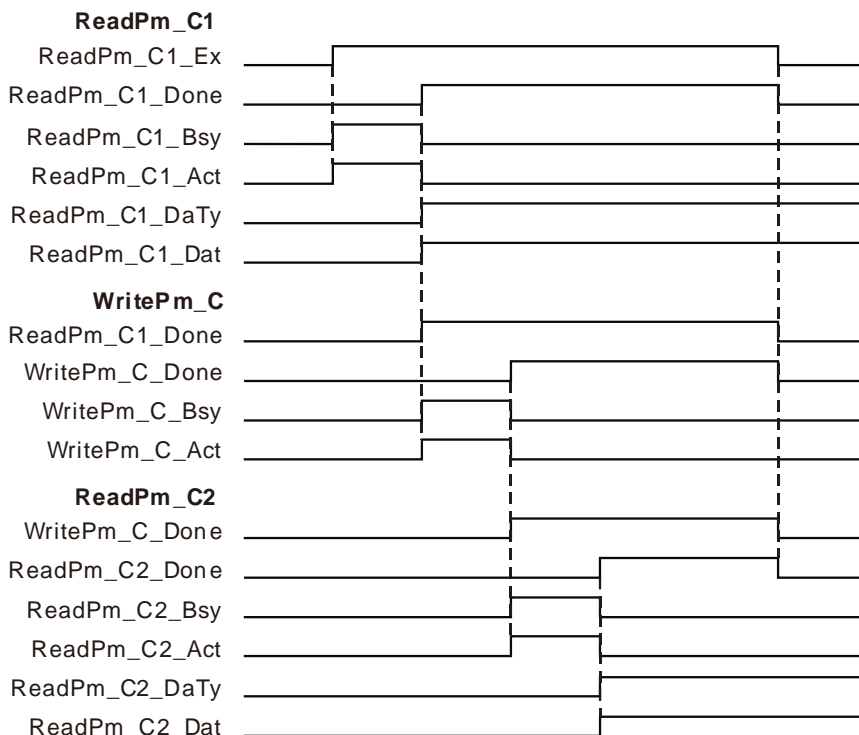 ReadPm_C1
ReadPm_C1_Ex
ReadPm_C1_Done
ReadPm_C1_Bsy
ReadPm_C1_Act
ReadPm_C1_DaTy
ReadPm_C1_Dat
WritePm_C
ReadPm_C1_Done
WritePm_C_Done
WritePm_C_Bsy
WritePm_C_Act
ReadPm_C2
WritePm_C_Done
ReadPm_C2_Done
ReadPm_C2_Bsy
ReadPm_C2_Act
ReadPm_C2_DaTy
ReadPm_C2_Dat